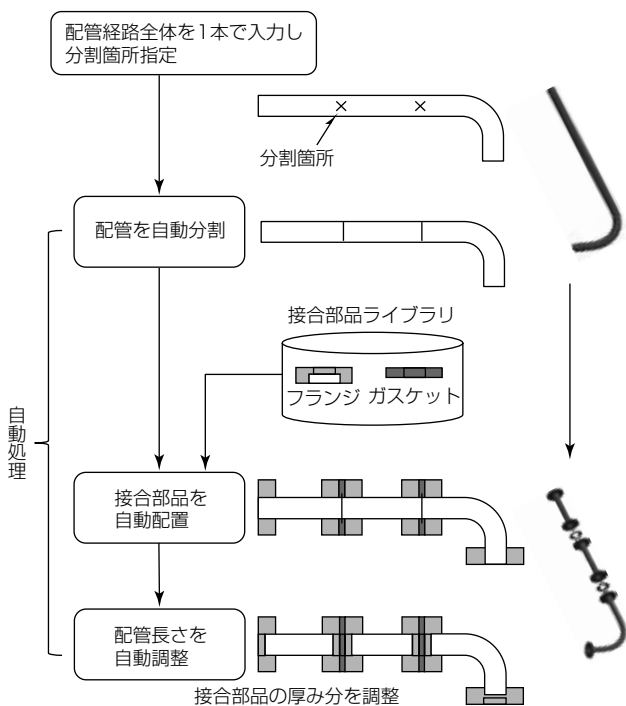 配管経路全体を1本で入力し
分割箇所指定
分割箇所
配管を自動分割
接合部品ライブラリ
フランジ ガスケット
自動処理
接合部品を
自動配置
配管長さを
自動調整
接合部品の厚み分を調整